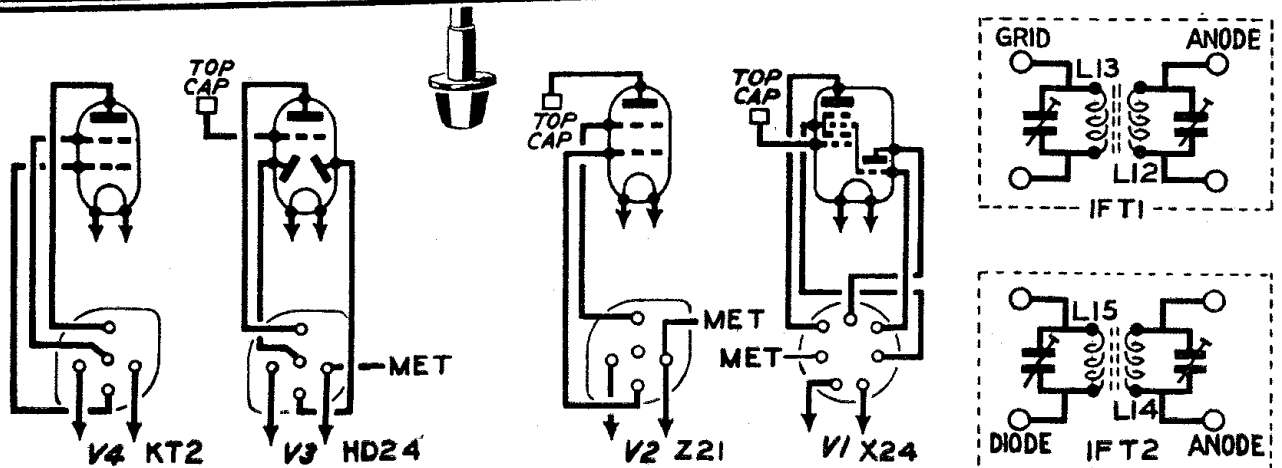 TOP
CAP
TOP
CAP
TOP
CAP
GRID
ANODE
L13
L12
IFT1
MET
MET
MET
L15
L14
DIODE
IFT2
ANODE
V4 KT2
V3 HD24
V2 Z21
V1 X24